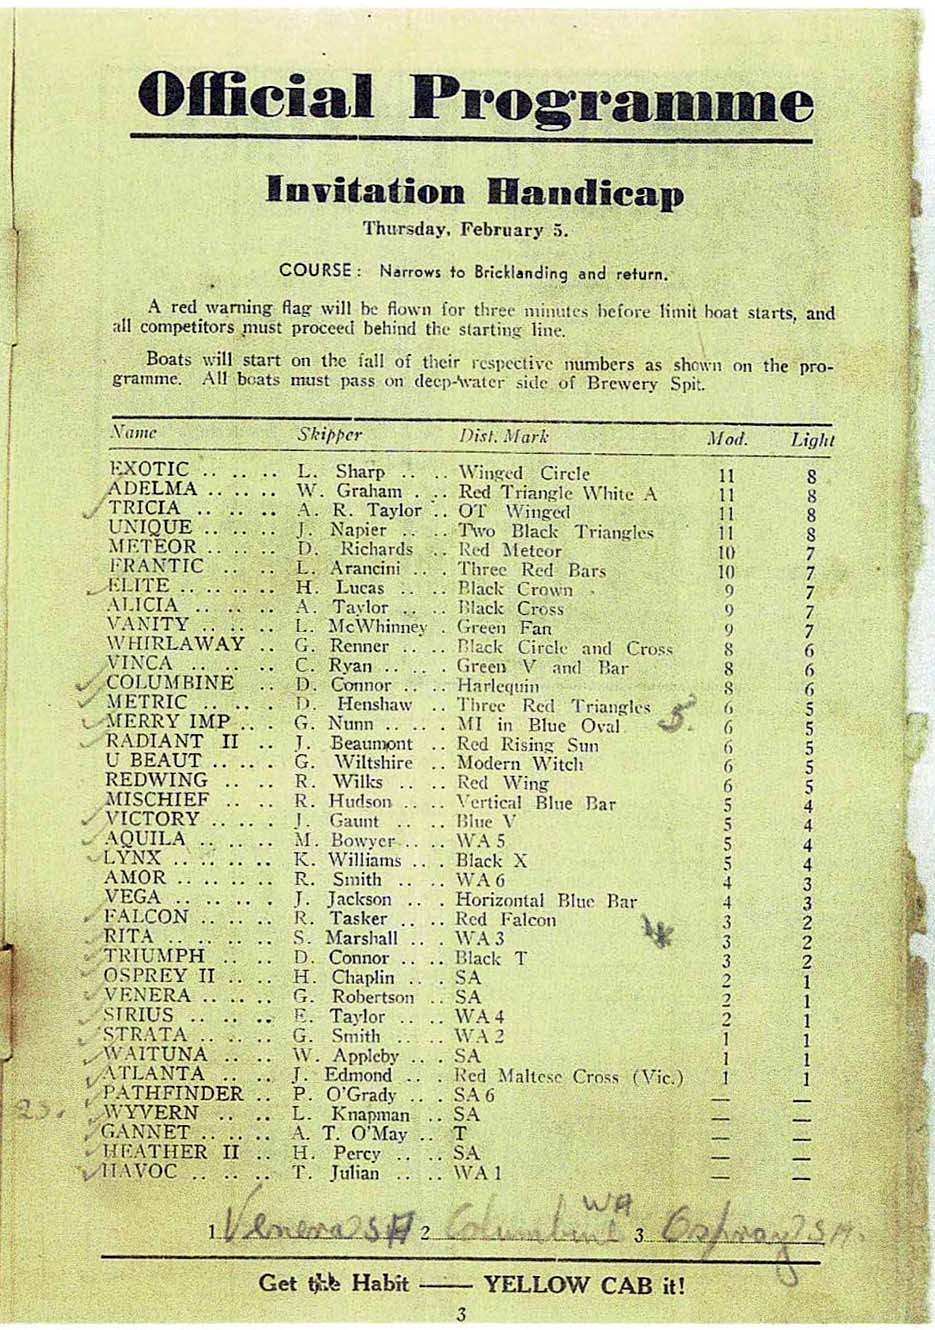 Official Programme
Invitation Handicap
Thursday, February 5.
COURSE : Narrows to Bricklanding and return.
A red warning flag will be flown for three minutes before limit boat starts, and
all competitors must proceed behind the starting line.
Boats will start on the fall of their respective numbers as shown on the pro-
gramme. All boats must pass on deep-water side of Brewery Spit.
Name Skipper Dist. Mark Mod. Light
EXOTIC .. .. .. L. Sharp .. .. Winged Circle 11 8
ADELMA .. .. .. W. Graham . .. Red Triangle White A 11 8
TRICIA .. .. .. A. R. Taylor .. OT Winged 11 8
UNIQUE .. .. .. J. Napier .. .. Two Black Triangles 11 8
METEOR .. .. .. D. Richards .. Red Meteor 10 7
FRANTIC .. .. L. Arancini .. . Three Red Bars 10 7
ELITE .. .. .. H. Lucas .. .. Black Crown 9 7
ALICIA .. .. .. A. Taylor .. .. Black Cross 9 7
VANITY .. .. .. L. McWhinney . Green Fan 9 7
WHIRLAWAY .. G. Renner .. .. Black Circle and Cross 8 6
VINCA .. .. .. C. Ryan .. .. . Green V and Bar 8 6
COLUMBINE .. D. Connor .. .. Harlequin 8 6
METRIC .. .. .. D. Henshaw .. Three Red Triangles 6 5
MERRY IMP .. . G. Nunn .. .. . MI in Blue Oval 5. 6 5
RADIANT II .. J. Beaumont .. Red Rising Sun 6 5
U BEAUT .. .. . G. Wiltshire .. Modern Witch 6 5
REDWING .. .. R. Wilks .. .. Red Wing 6 5
MISCHIEF .. .. R. Hudson .. .. Vertical Blue Bar 5 4
VICTORY .. .. . J. Gaunt .. .. Blue V 5 4
AQUILA .. .. .. M. Bowyer .. .. WA 5 5 4
LYNX .. .. .. .. K. Williams .. . Black X 5 4
AMOR .. .. .. .. R. Smith .. .. WA 6 4 3
VEGA .. .. .. .. J. Jackson .. . Horizontal Blue Bar 4 3
FALCON .. .. .. R. Tasker .. .. Red Falcon 3 2
RITA .. .. .. .. S. Marshall .. . WA 3 4 3 2
TRIUMPH .. .. D. Connor .. .. Black T 3 2
OSPREY II .. .. H. Chaplin .. .. SA 2 1
VENERA .. .. .. G. Robertson .. SA 2 1
SIRIUS .. .. .. E. Taylor .. .. WA 4 2 1
STRATA .. .. .. G. Smith .. .. WA 2 1 1
WAITUNA .. .. W. Appleby .. . SA 1 1
ATLANTA .. .. J. Edmond .. . Red Maltese Cross (Vic.) 1 1
PATHFINDER .. P. O'Grady .. . SA 6 — —
23. WYVERN .. .. L. Knapman .. SA — —
GANNET .. .. .. A. T. O'May .. T — —
HEATHER II .. H. Percy .. .. SA — —
HAVOC .. .. .. T. Julian .. .. WA 1 — —
1 Venera SA 2 Columbine WA 3 Osprey SA.
Get the Habit —— YELLOW CAB it!
3